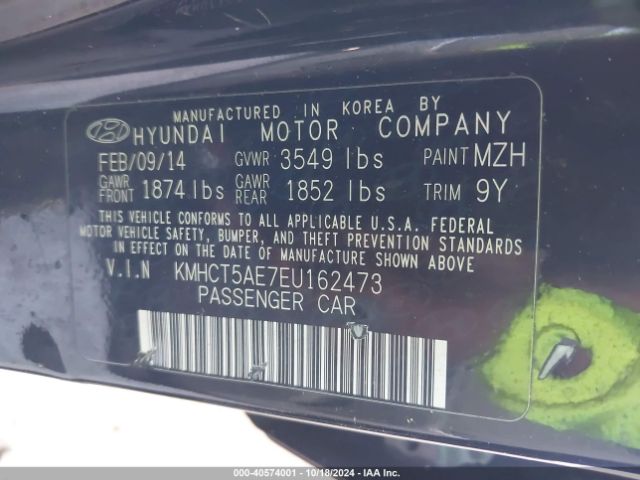 MANUFACTURED IN KOREA BY
HYUNDAI MOTOR COMPANY
FEB/09/14 GVWR 3549 lbs PAINT MZH
GAWR FRONT 1874 lbs GAWR REAR 1852 lbs TRIM 9Y
THIS VEHICLE CONFORMS TO ALL APPLICABLE U.S.A. FEDERAL
MOTOR VEHICLE SAFETY, BUMPER, AND THEFT PREVENTION STANDARDS
IN EFFECT ON THE DATE OF MANUFACTURE SHOWN ABOVE.
V.I.N KMHCT5AE7EU162473
PASSENGER CAR
000-40574001 - 10/18/2024 - IAA Inc.